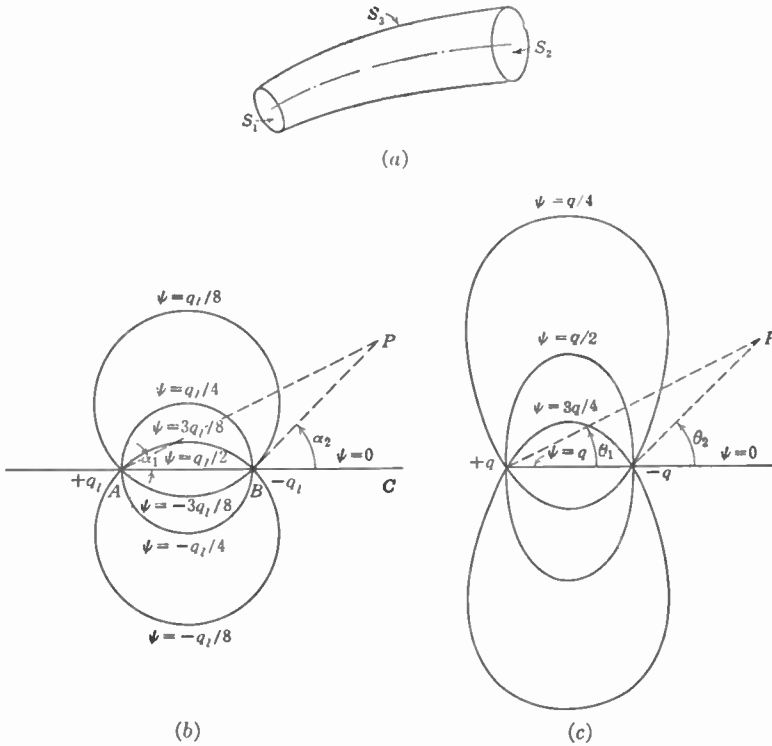 S₃
S₂
S₁
(a)
ψ = q/4
ψ = qₗ/8
P
ψ = q/2
P
ψ = qₗ/4
ψ = 3qₗ/8
ψ = 3q/4
α₁
ψ = qₗ/2
α₂
ψ = 0
+q
ψ = q
θ₁
θ₂
ψ = 0
+qₗ
A
B
−qₗ
C
−q
ψ = −3qₗ/8
ψ = −qₗ/4
ψ = −qₗ/8
(b)
(c)